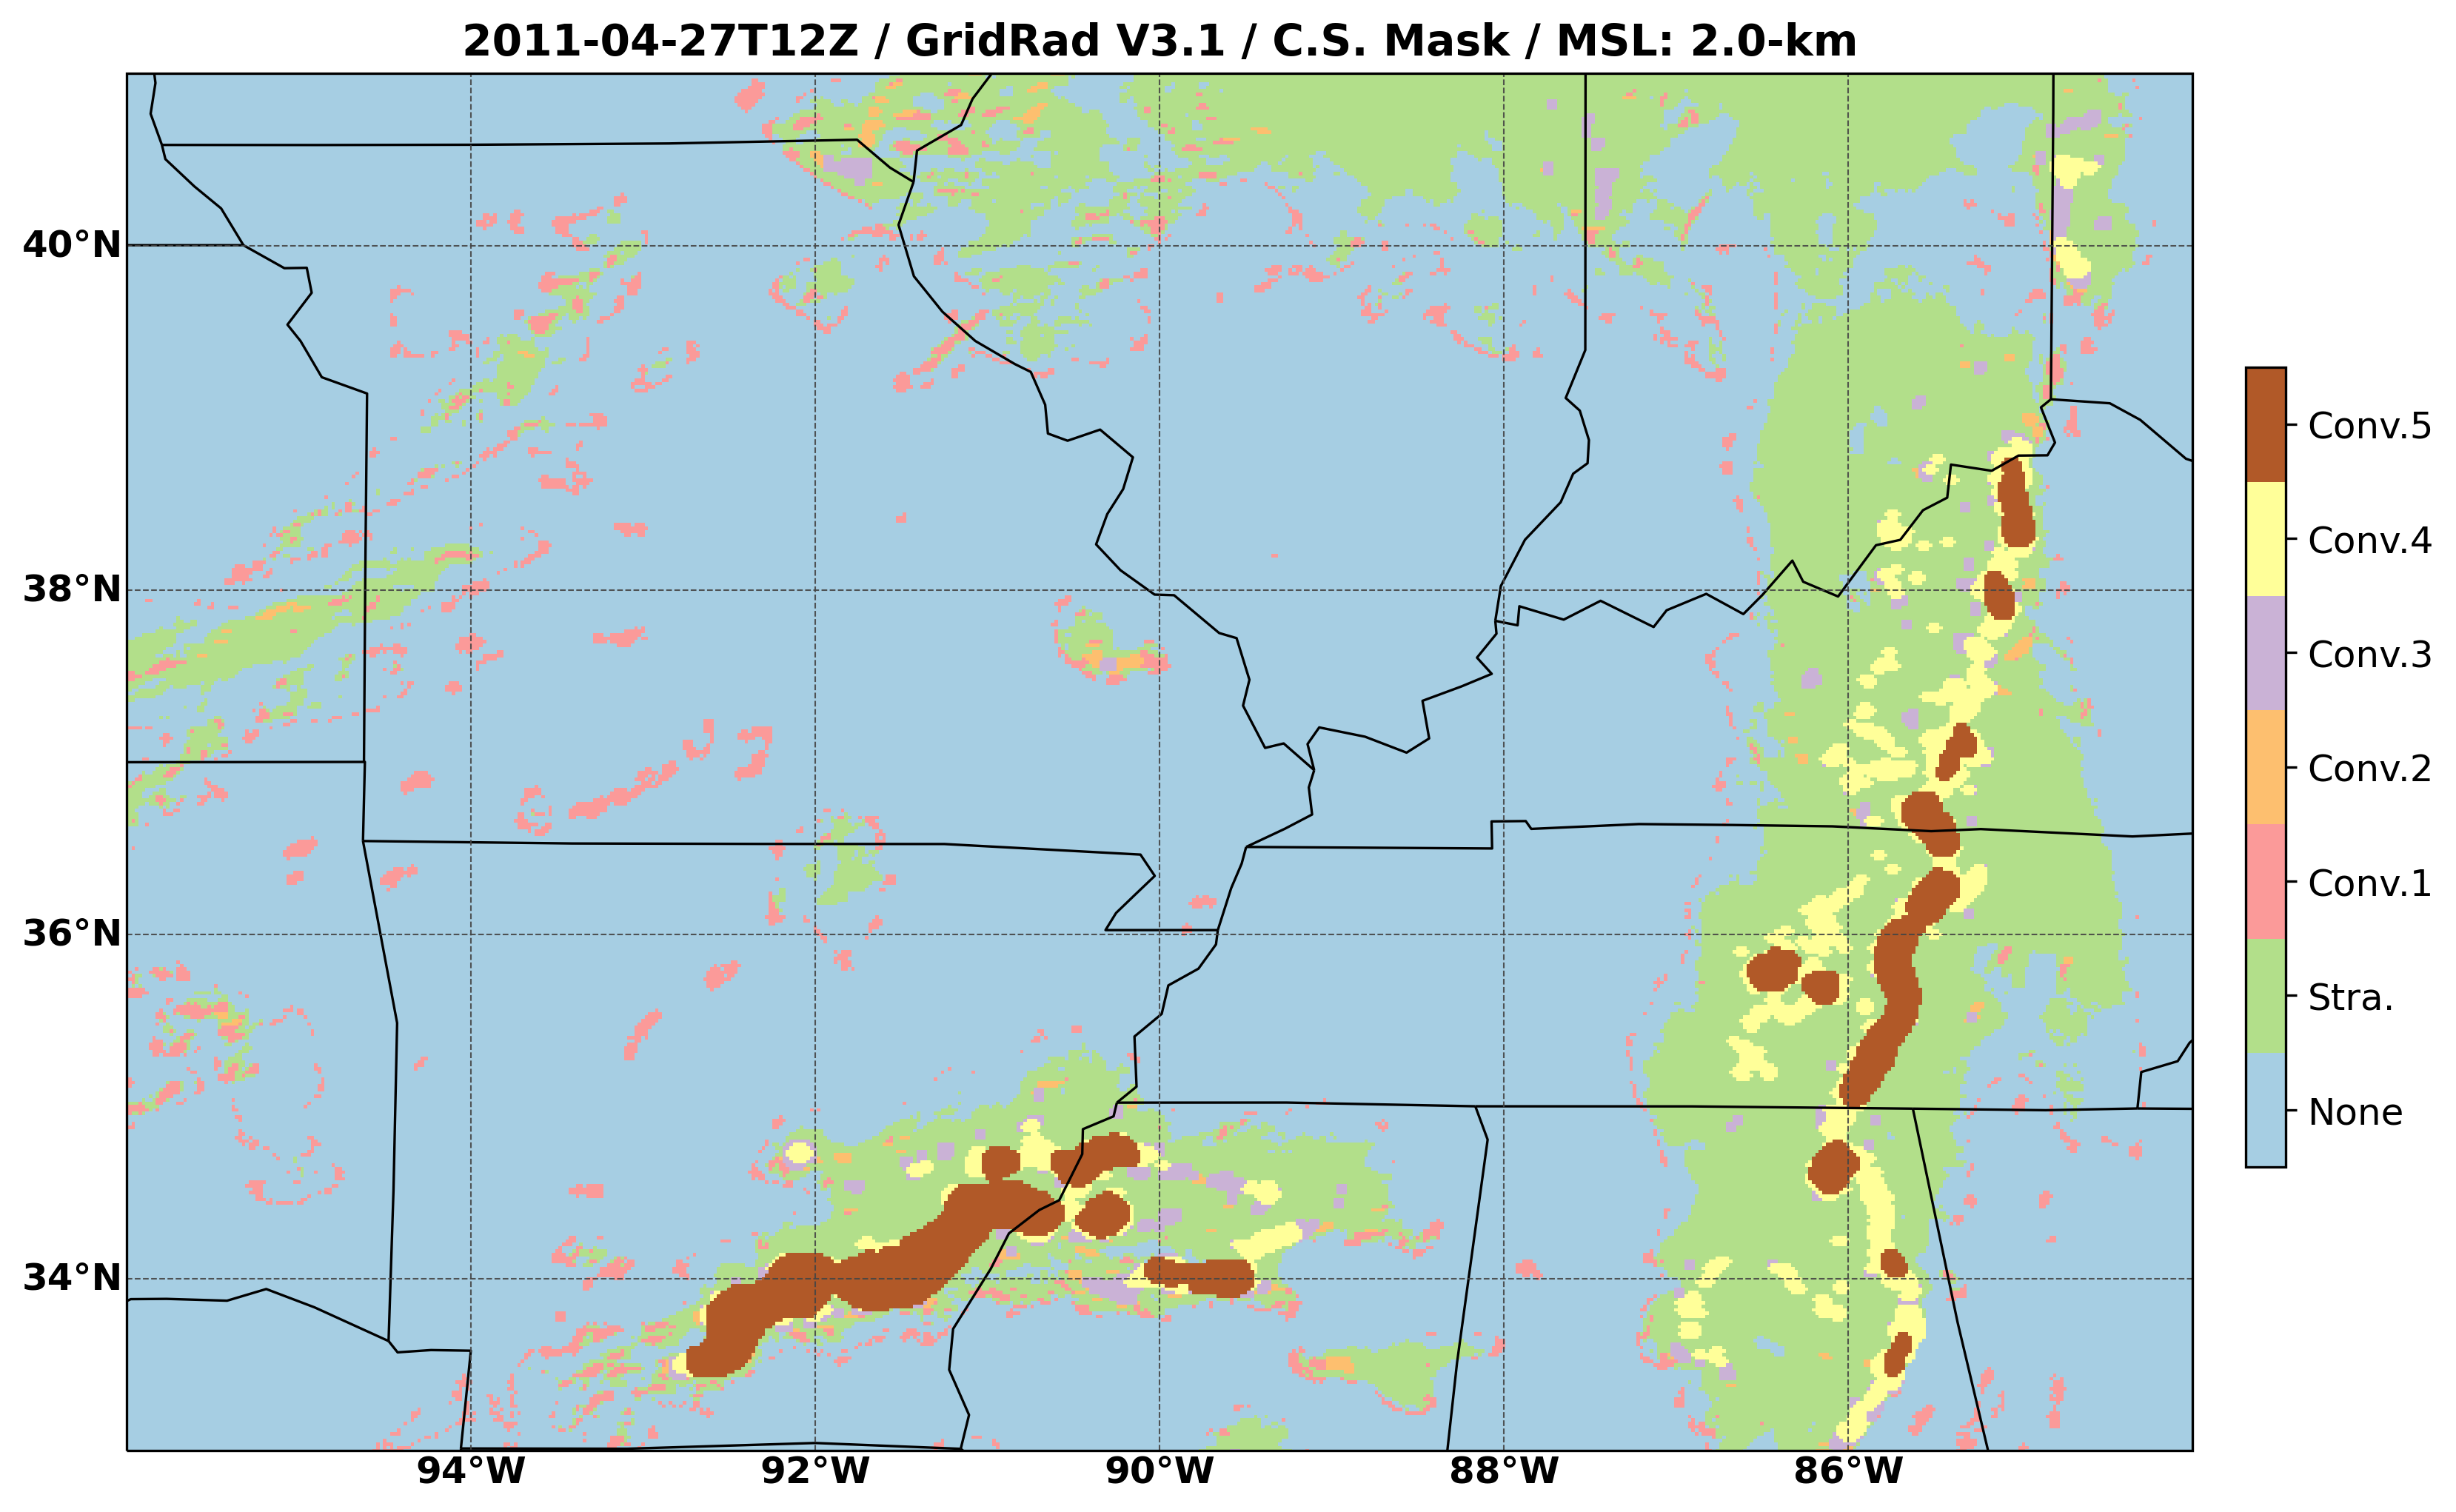 2011-04-27T12Z / GridRad V3.1 / C.S. Mask / MSL: 2.0-km
40°N
38°N
36°N
34°N
94°W
92°W
90°W
88°W
86°W
Conv.5
Conv.4
Conv.3
Conv.2
Conv.1
Stra.
None